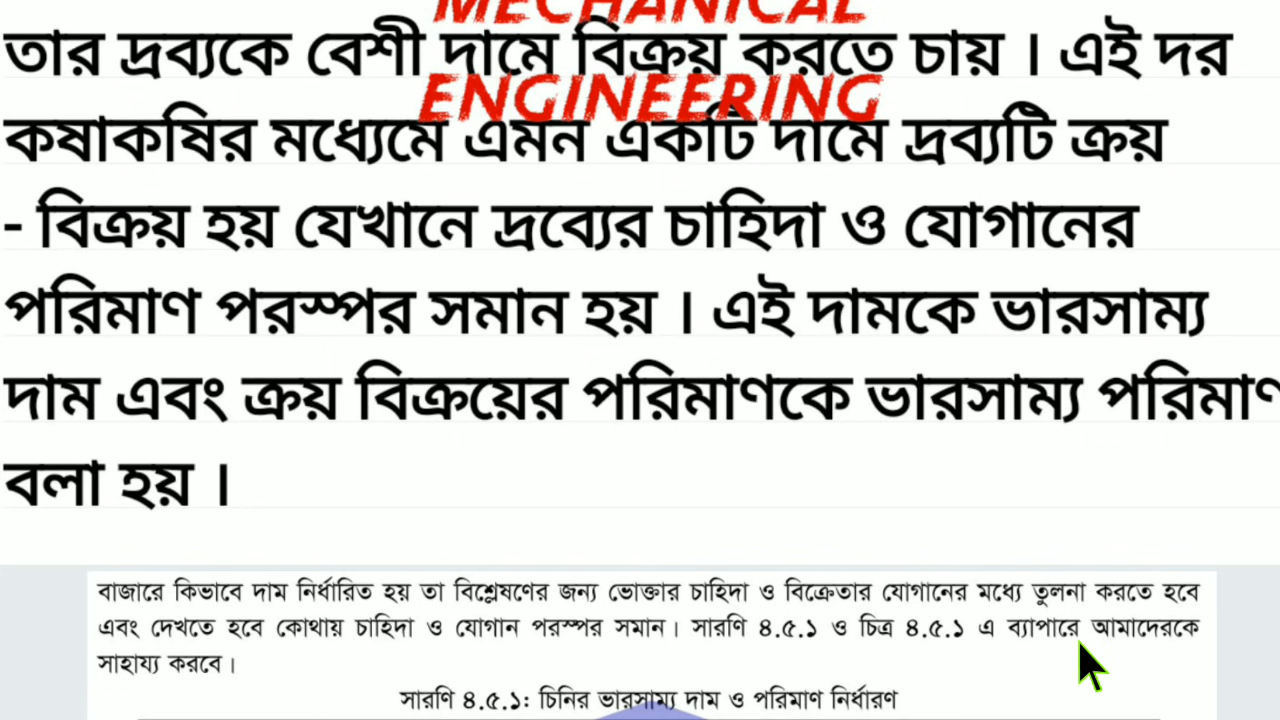 MECHANICAL
তার দ্রব্যকে বেশী দামে বিক্রয় করতে চায় । এই দর
ENGINEERING
কষাকষির মধ্যেমে এমন একটি দামে দ্রব্যটি ক্রয়
- বিক্রয় হয় যেখানে দ্রব্যের চাহিদা ও যোগানের
পরিমাণ পরস্পর সমান হয় । এই দামকে ভারসাম্য
দাম এবং ক্রয় বিক্রয়ের পরিমাণকে ভারসাম্য পরিমাণ
বলা হয় ।
বাজারে কিভাবে দাম নির্ধারিত হয় তা বিশ্লেষণের জন্য ভোক্তার চাহিদা ও বিক্রেতার যোগানের মধ্যে তুলনা করতে হবে
এবং দেখতে হবে কোথায় চাহিদা ও যোগান পরস্পর সমান। সারণি ৪.৫.১ ও চিত্র ৪.৫.১ এ ব্যাপারে আমাদেরকে
সাহায্য করবে।
সারণি ৪.৫.১: চিনির ভারসাম্য দাম ও পরিমাণ নির্ধারণ